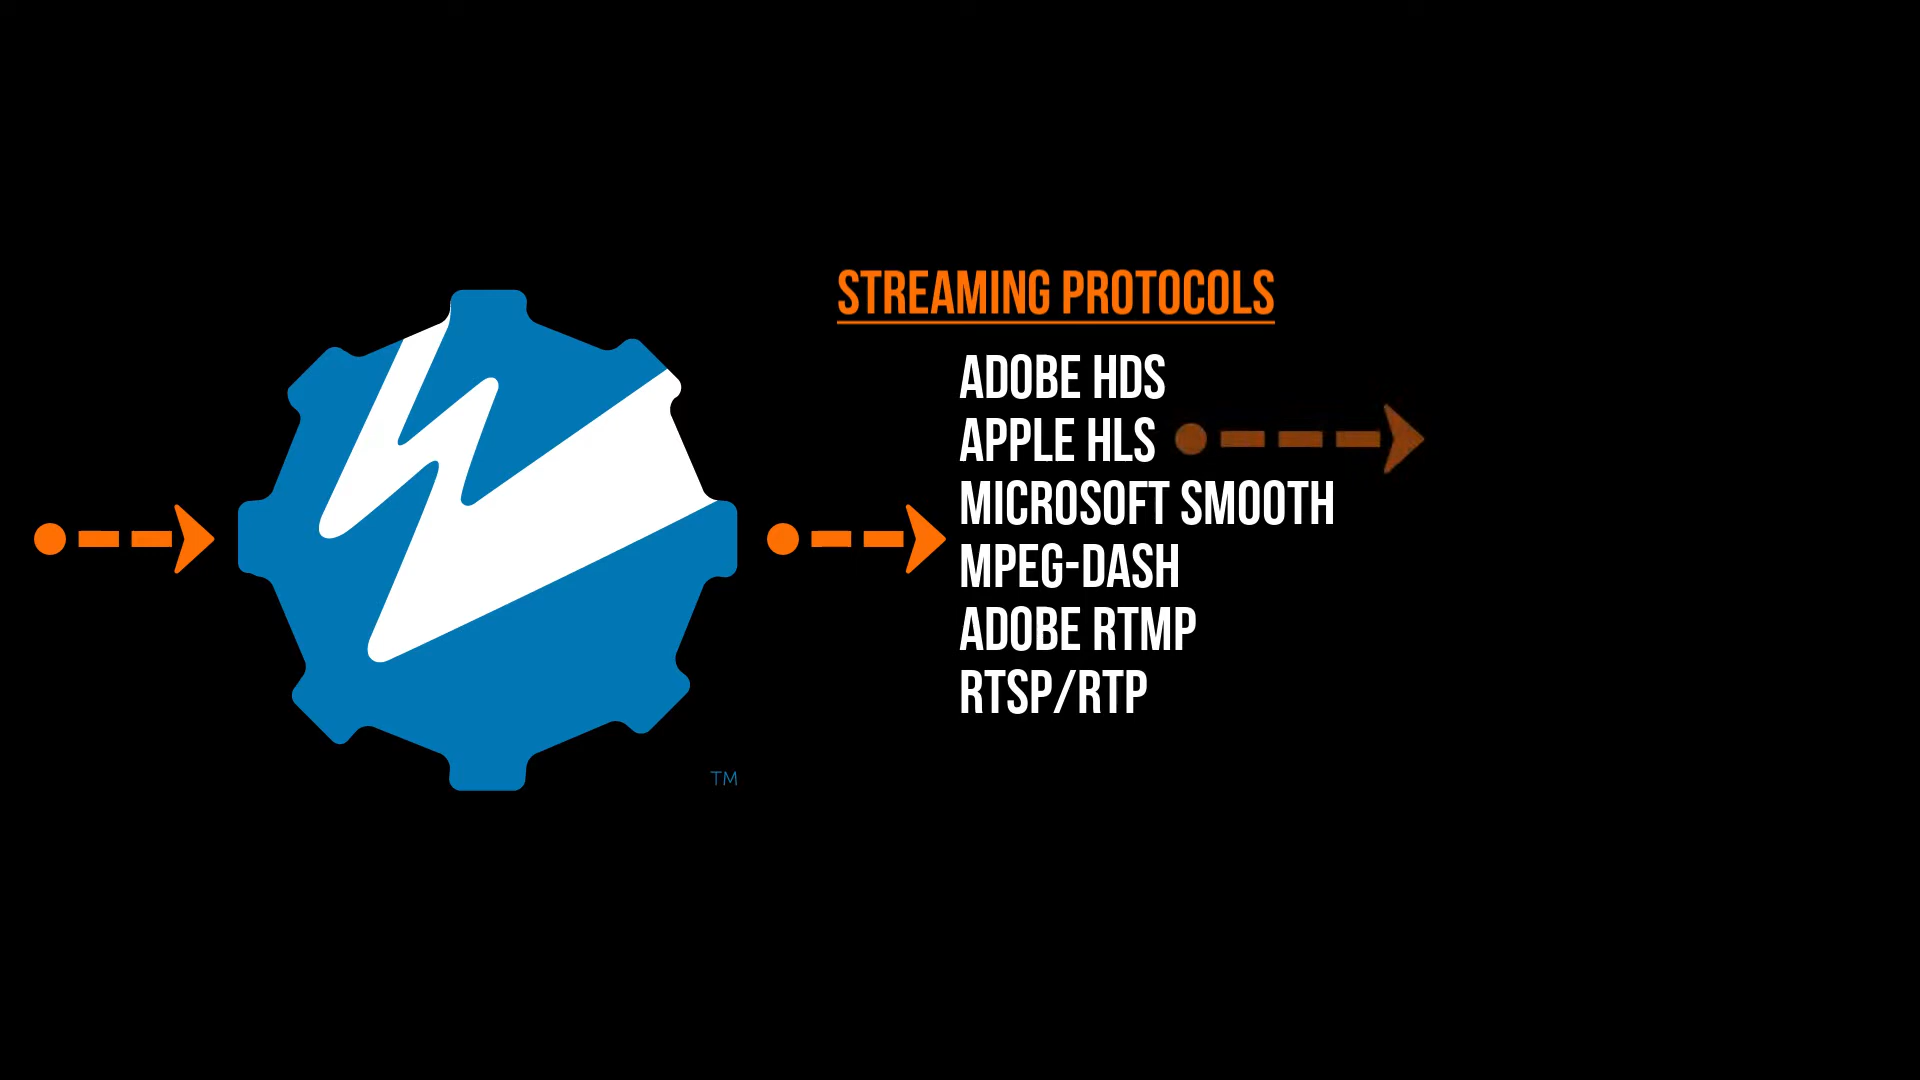 STREAMING PROTOCOLS
ADOBE HDS
APPLE HLS
MICROSOFT SMOOTH
MPEG-DASH
ADOBE RTMP
RTSP/RTP
TM